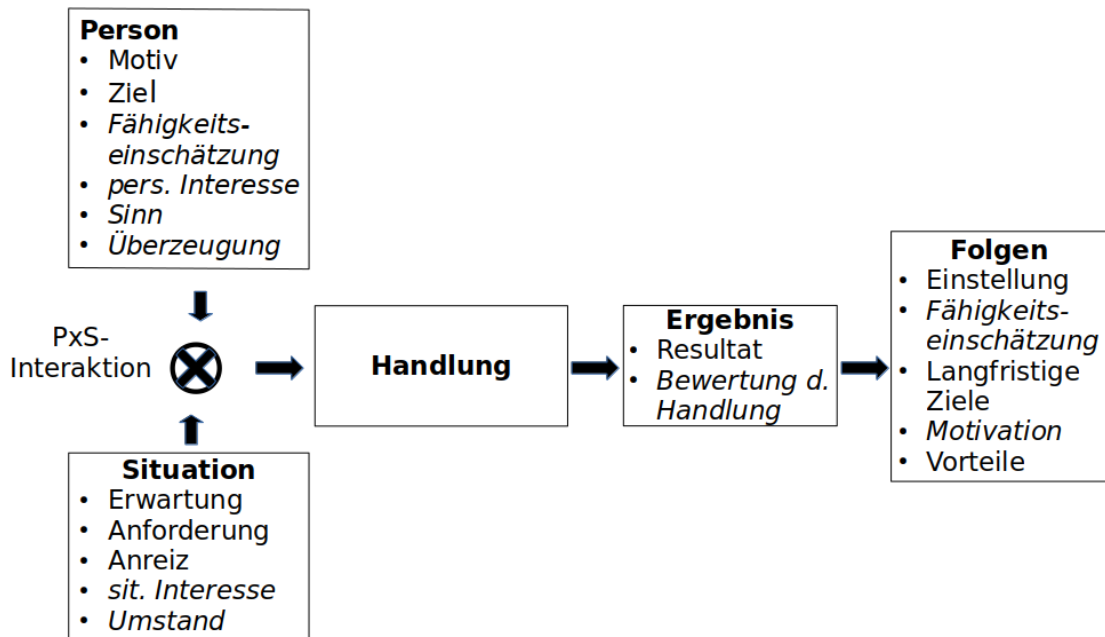 Person
• Motiv
• Ziel
• Fähigkeits-
einschätzung
• pers. Interesse
• Sinn
• Überzeugung
PxS-
Interaktion
Situation
• Erwartung
• Anforderung
• Anreiz
• sit. Interesse
• Umstand
Handlung
Ergebnis
• Resultat
• Bewertung d.
Handlung
Folgen
• Einstellung
• Fähigkeits-
einschätzung
• Langfristige
Ziele
• Motivation
• Vorteile